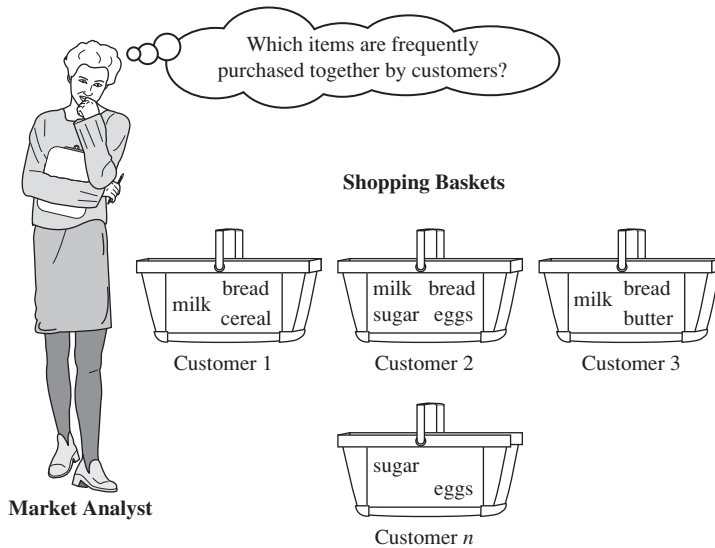 Which items are frequently
purchased together by customers?
Shopping Baskets
milk
bread
cereal
milk bread
sugar eggs
milk
bread
butter
Customer 1
Customer 2
Customer 3
sugar
eggs
Market Analyst
Customer n